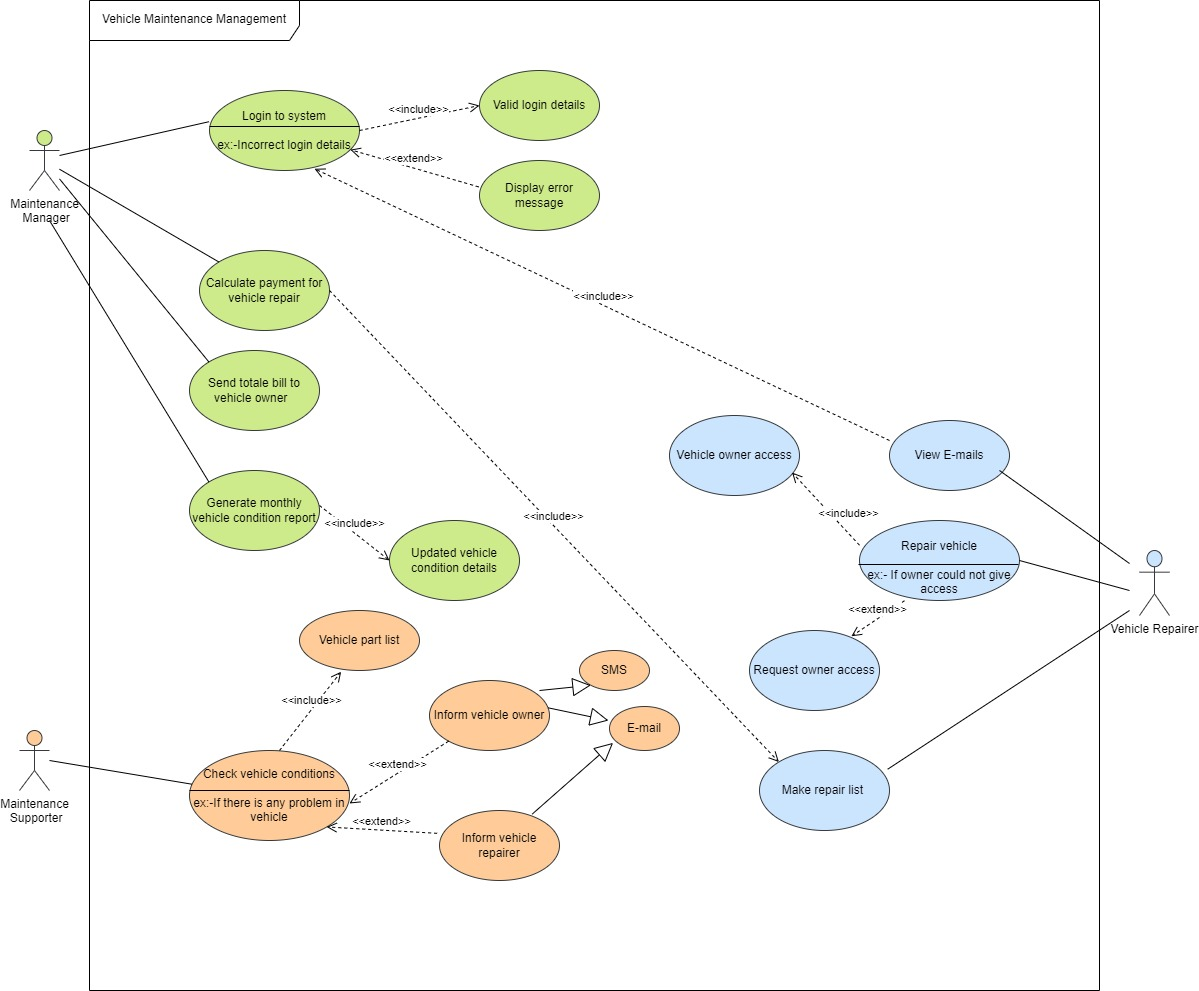 Vehicle Maintenance Management
Login to system
ex:-Incorrect login details
<<include>>
Valid login details
<<extend>>
Display error
message
Maintenance
Manager
Calculate payment for
vehicle repair
<<include>>
Send totale bill to
vehicle owner
Vehicle owner access
View E-mails
Generate monthly
vehicle condition report
<<include>>
<<include>>
<<include>>
Updated vehicle
condition details
Repair vehicle
ex:- If owner could not give
access
<<extend>>
Vehicle Repairer
Vehicle part list
Request owner access
SMS
<<include>>
Inform vehicle owner
E-mail
<<extend>>
Check vehicle conditions
ex:-If there is any problem in
vehicle
<<extend>>
Make repair list
Maintenance
Supporter
Inform vehicle
repairer